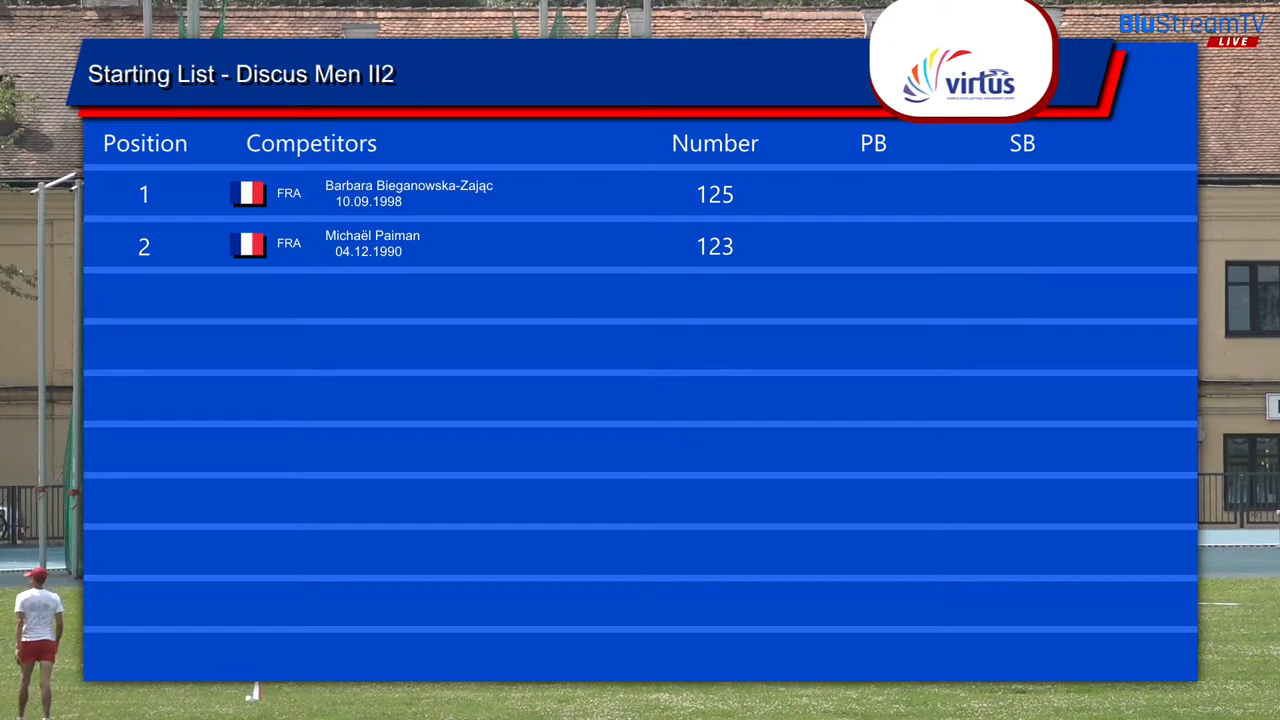 BluStreamTV
LIVE
Starting List - Discus Men II2
virtus
Position Competitors Number PB SB
1 FRA Barbara Bieganowska-Zając 125
10.09.1998
2 FRA Michaël Paiman 123
04.12.1990